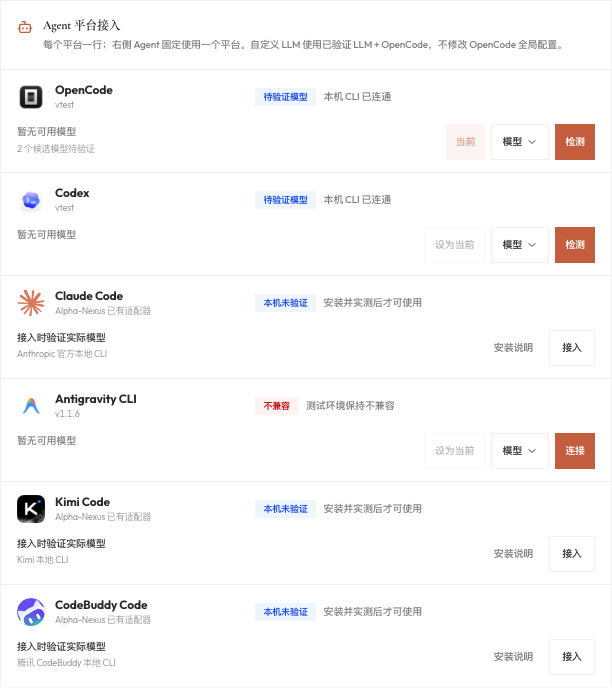 Agent 平台接入
每个平台一行；右侧 Agent 固定使用一个平台。自定义 LLM 使用已验证 LLM + OpenCode，不修改 OpenCode 全局配置。
OpenCode
vtest
待验证模型 本机 CLI 已连通
暂无可用模型
2 个候选模型待验证
当前 模型 检测
Codex
vtest
待验证模型 本机 CLI 已连通
暂无可用模型
设为当前 模型 检测
Claude Code
Alpha-Nexus 已有适配器
本机未验证 安装并实测后才可使用
接入时验证实际模型
Anthropic 官方本地 CLI
安装说明 接入
Antigravity CLI
v1.1.6
不兼容 测试环境保持不兼容
暂无可用模型
设为当前 模型 连接
Kimi Code
Alpha-Nexus 已有适配器
本机未验证 安装并实测后才可使用
接入时验证实际模型
Kimi 本地 CLI
安装说明 接入
CodeBuddy Code
Alpha-Nexus 已有适配器
本机未验证 安装并实测后才可使用
接入时验证实际模型
腾讯 CodeBuddy 本地 CLI
安装说明 接入